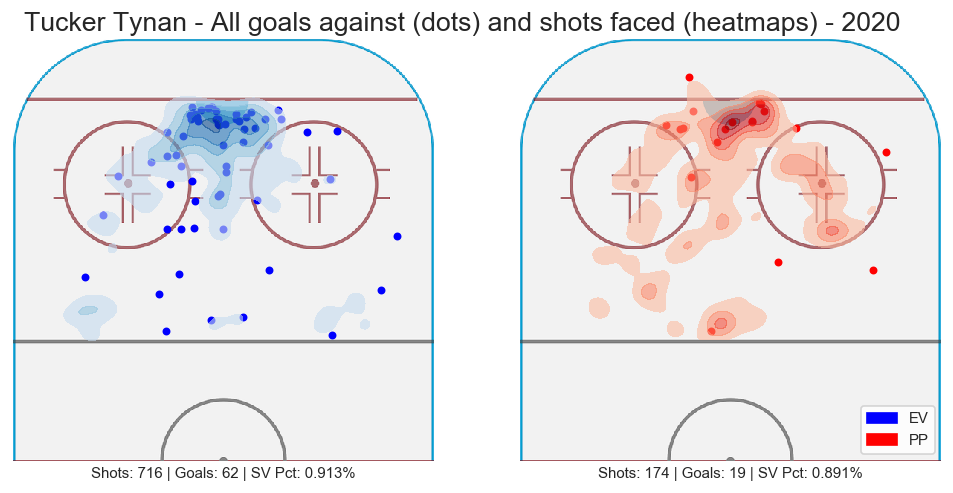 Tucker Tynan - All goals against (dots) and shots faced (heatmaps) - 2020
EV
PP
Shots: 716 | Goals: 62 | SV Pct: 0.913%
Shots: 174 | Goals: 19 | SV Pct: 0.891%